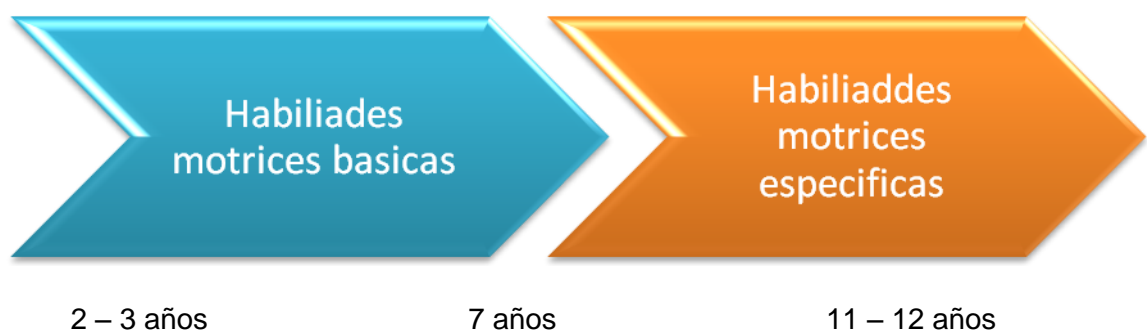 Habiliades
motrices basicas
Habiliaddes
motrices
especificas
2 – 3 años
7 años
11 – 12 años